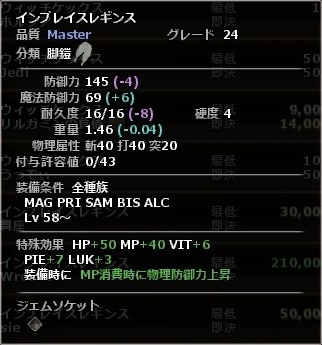 インプレイスレギンス
品質 Master グレード 24
分類 脚鎧
防御力 145 (-4)
魔法防御力 69 (+6)
耐久度 16/16 (-8) 硬度 4
重量 1.46 (-0.04)
物理属性 斬40 打40 突20
付与許容値 0/43
装備条件 全種族
MAG PRI SAM BIS ALC
Lv 58～
特殊効果 HP+50 MP+40 VIT+6
PIE+7 LUK+3
装備時に MP消費時に物理防御力上昇
ジェムソケット